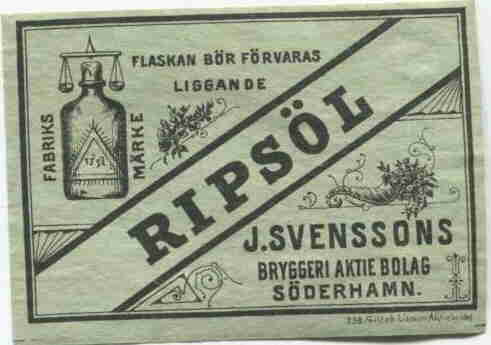 FLASKAN BÖR FÖRVARAS
LIGGANDE
FABRIKS
MÄRKE
RIPSÖL
J. SVENSSONS
BRYGGERI AKTIE BOLAG
SÖDERHAMN.